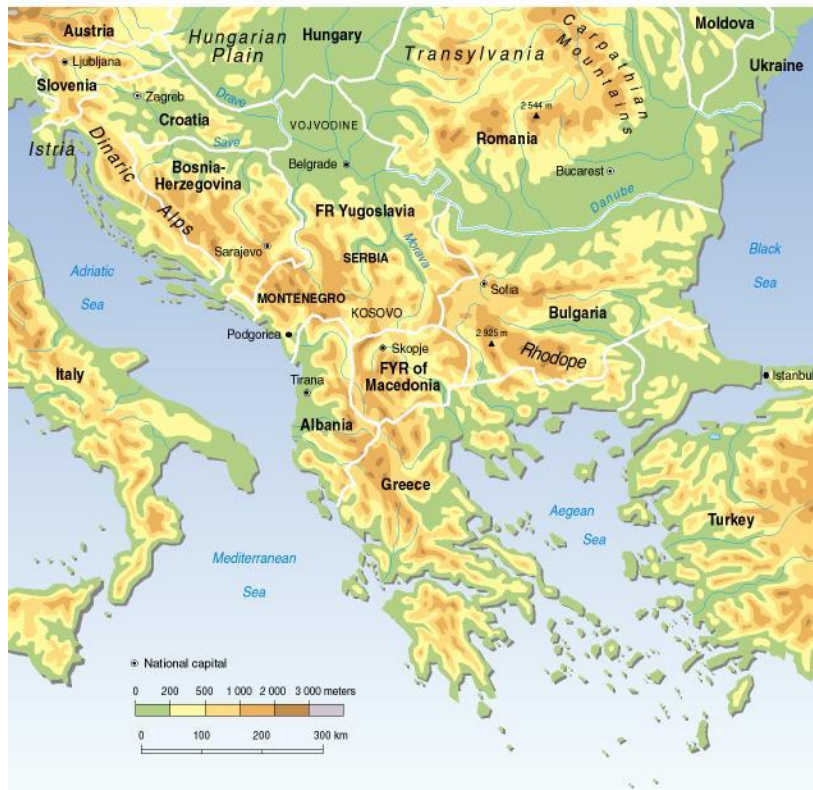 Austria
Hungarian
Plain
Hungary
Transylvania
Carpathian
Mountains
Moldova
Ukraine
Ljubljana
Slovenia
Zagreb
Drave
Croatia
VOJVODINE
2 544 m
Romania
Istria
Dinaric
Alps
Save
Bosnia-
Herzegovina
Belgrade
Bucarest
Danube
FR Yugoslavia
Morava
Sarajevo
SERBIA
Black
Sea
Adriatic
Sea
Sofia
MONTENEGRO
KOSOVO
Bulgaria
Podgorica
2 925 m
Skopje
Rhodope
FYR of
Macedonia
Italy
Tirana
Istanbul
Albania
Greece
Aegean
Sea
Turkey
Mediterranean
Sea
National capital
0 200 500 1 000 2 000 3 000 meters
0 100 200 300 km